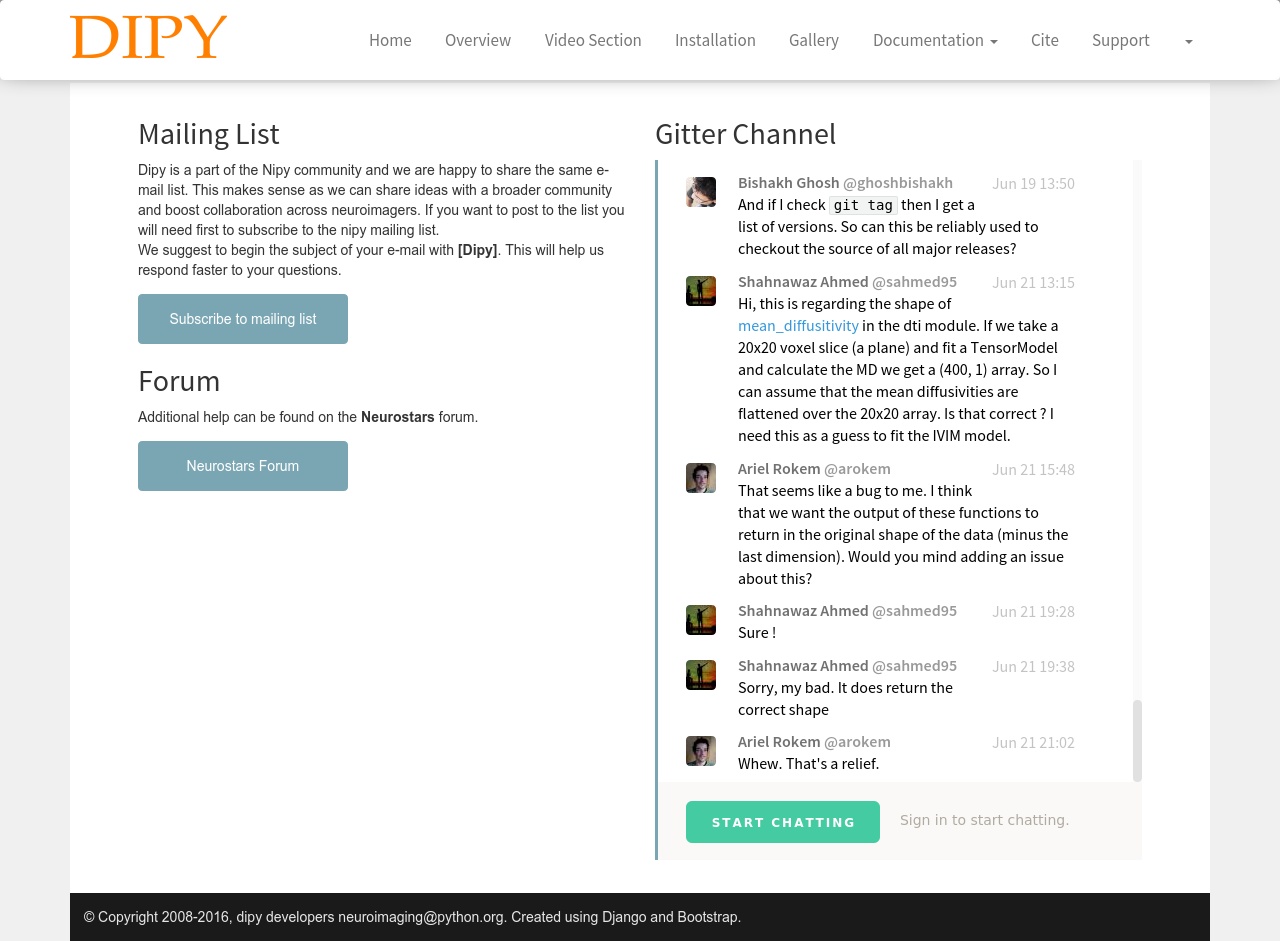 DIPY
Home Overview Video Section Installation Gallery Documentation Cite Support
Mailing List
Dipy is a part of the Nipy community and we are happy to share the same e-
mail list. This makes sense as we can share ideas with a broader community
and boost collaboration across neuroimagers. If you want to post to the list you
will need first to subscribe to the nipy mailing list.
We suggest to begin the subject of your e-mail with [Dipy]. This will help us
respond faster to your questions.
Subscribe to mailing list
Forum
Additional help can be found on the Neurostars forum.
Neurostars Forum
Gitter Channel
Bishakh Ghosh @ghoshbishakh Jun 19 13:50
And if I check git tag then I get a
list of versions. So can this be reliably used to
checkout the source of all major releases?
Shahnawaz Ahmed @sahmed95 Jun 21 13:15
Hi, this is regarding the shape of
mean_diffusitivity in the dti module. If we take a
20x20 voxel slice (a plane) and fit a TensorModel
and calculate the MD we get a (400, 1) array. So I
can assume that the mean diffusivities are
flattened over the 20x20 array. Is that correct ? I
need this as a guess to fit the IVIM model.
Ariel Rokem @arokem Jun 21 15:48
That seems like a bug to me. I think
that we want the output of these functions to
return in the original shape of the data (minus the
last dimension). Would you mind adding an issue
about this?
Shahnawaz Ahmed @sahmed95 Jun 21 19:28
Sure !
Shahnawaz Ahmed @sahmed95 Jun 21 19:38
Sorry, my bad. It does return the
correct shape
Ariel Rokem @arokem Jun 21 21:02
Whew. That's a relief.
START CHATTING Sign in to start chatting.
© Copyright 2008-2016, dipy developers neuroimaging@python.org. Created using Django and Bootstrap.